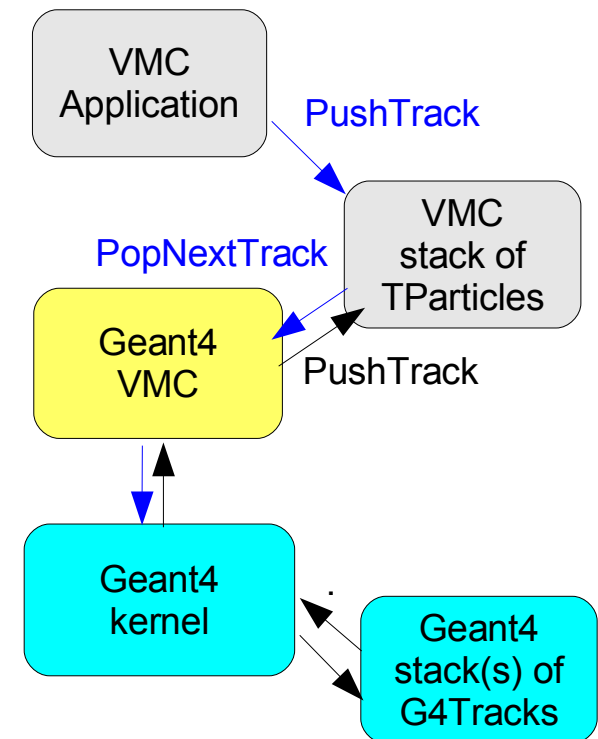 VMC
Application
PushTrack
VMC
stack of
TParticles
PopNextTrack
Geant4
VMC
PushTrack
Geant4
kernel
.
Geant4
stack(s) of
G4Tracks